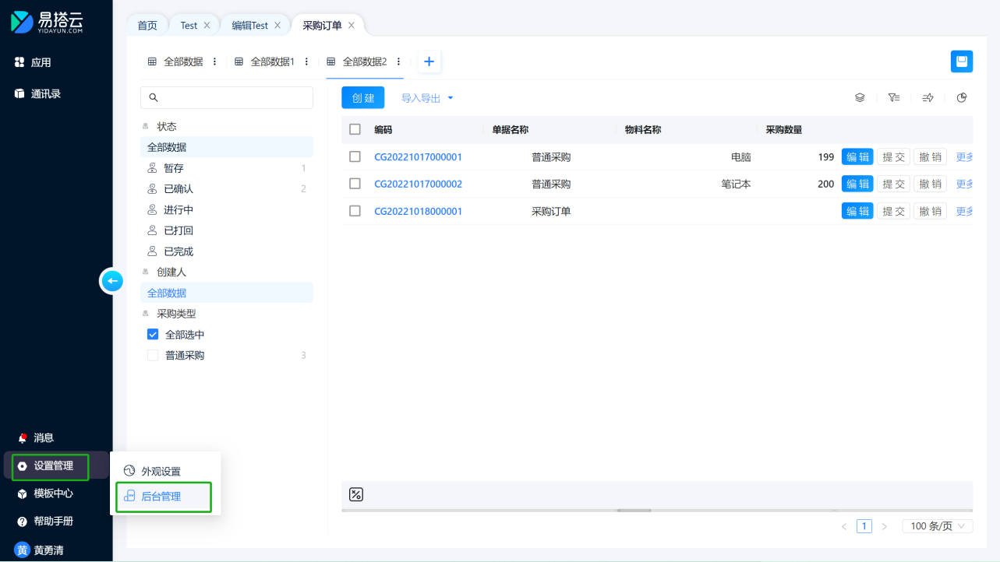 易搭云
YIDAYUN.COM
应用
通讯录
消息
设置管理
模板中心
帮助手册
黄 黄勇清
外观设置
后台管理
首页 Test 编辑Test 采购订单
全部数据 全部数据1 全部数据2
状态
全部数据
暂存 1
已确认 2
进行中
已打回
已完成
创建人
全部数据
采购类型
全部选中
普通采购 3
创 建 导入导出
编码 单据名称 物料名称 采购数量
CG20221017000001 普通采购 电脑 199 编 辑 提 交 撤 销 更多
CG20221017000002 普通采购 笔记本 200 编 辑 提 交 撤 销 更多
CG20221018000001 采购订单 编 辑 提 交 撤 销 更多
< 1 > 100 条/页